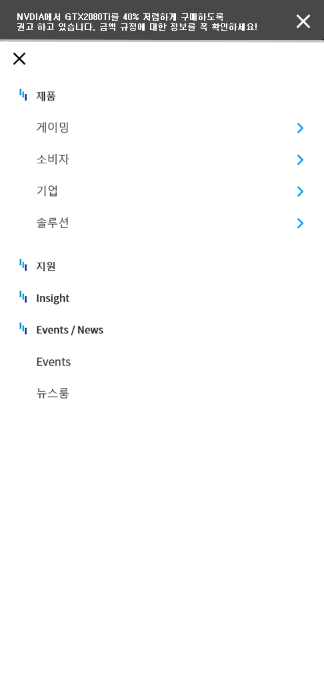 NVDIA에서 GTX2080Ti를 40% 저렴하게 구매하도록
권고 하고 있습니다. 금액 규정에 대한 정보를 꼭 확인하세요!
제품
게이밍
소비자
기업
솔루션
지원
Insight
Events / News
Events
뉴스룸